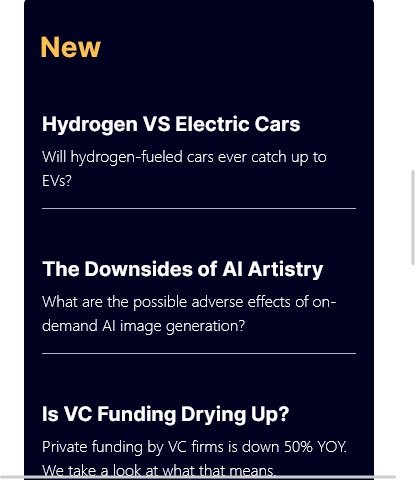 New
Hydrogen VS Electric Cars
Will hydrogen-fueled cars ever catch up to
EVs?
The Downsides of AI Artistry
What are the possible adverse effects of on-
demand AI image generation?
Is VC Funding Drying Up?
Private funding by VC firms is down 50% YOY.
We take a look at what that means.